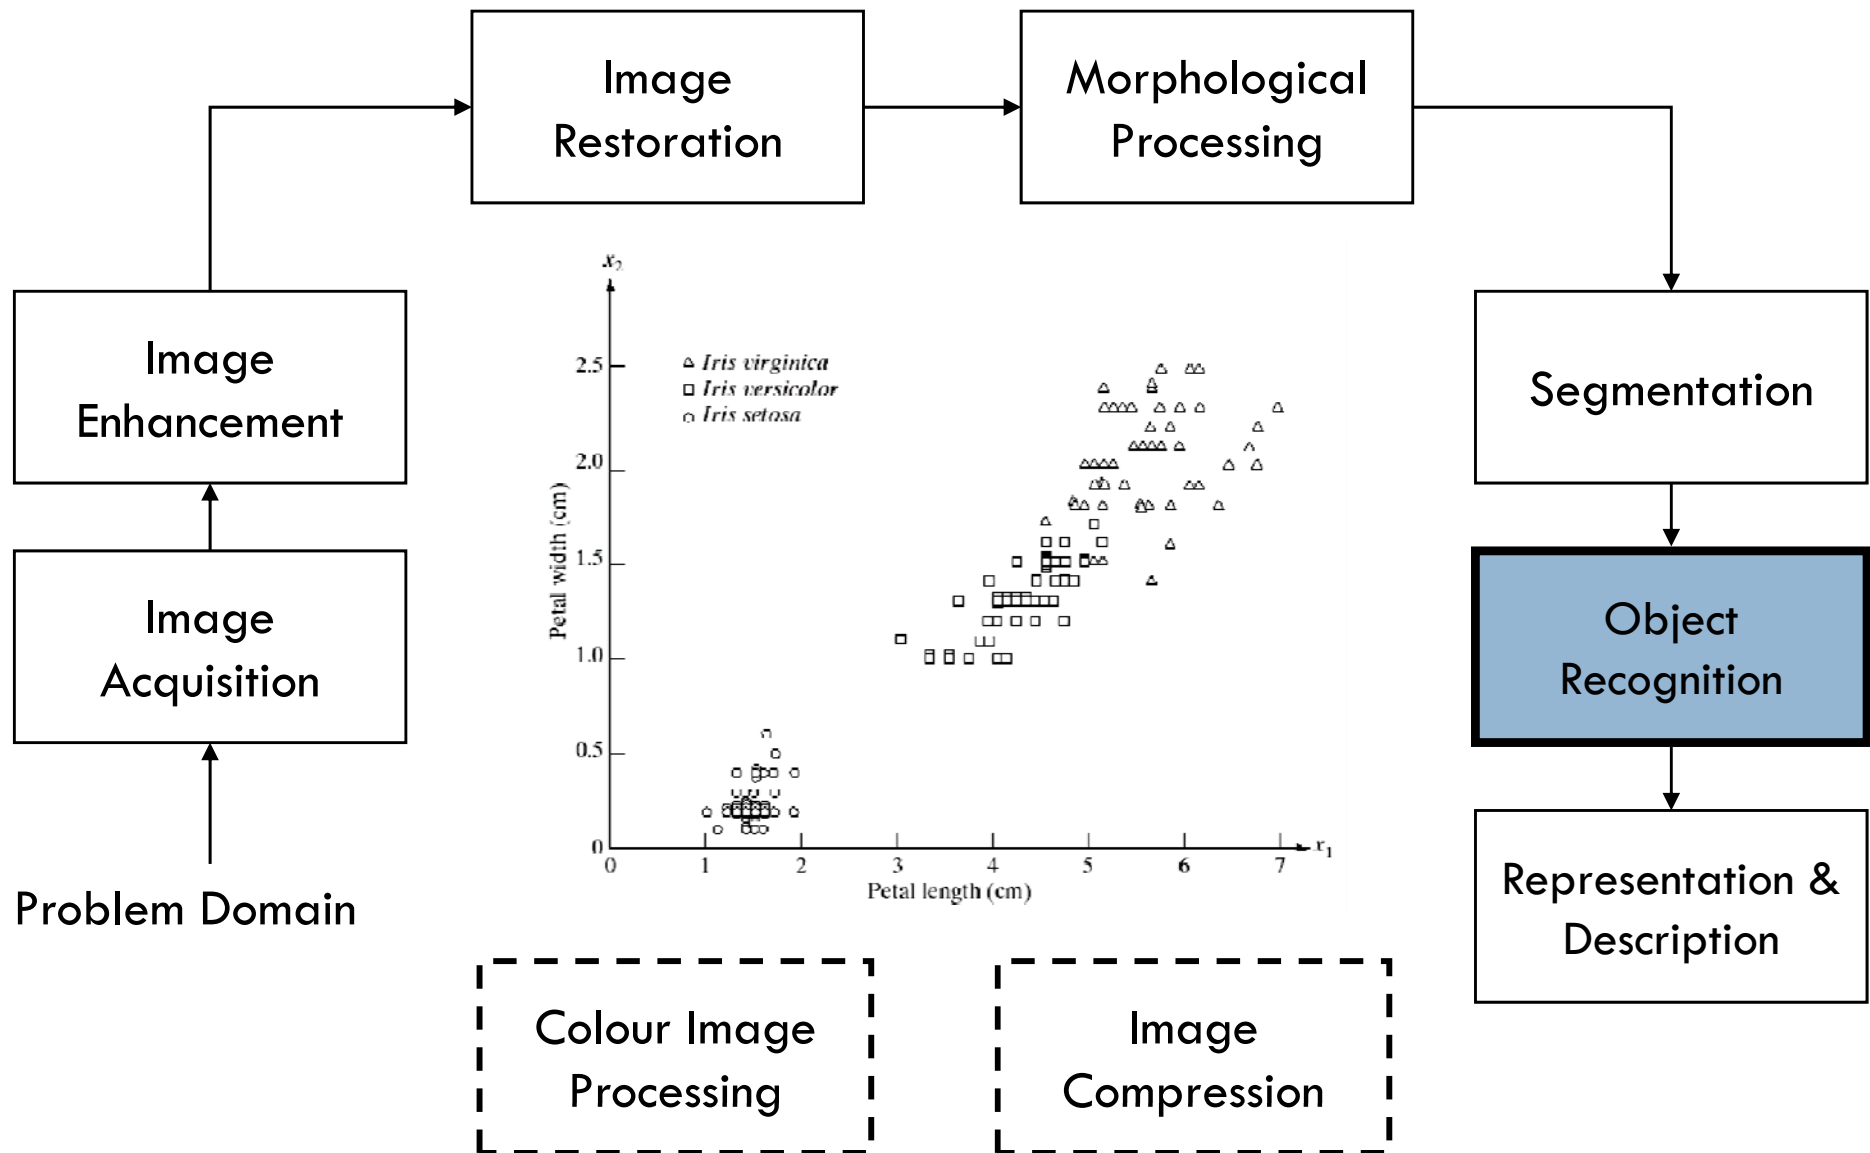 Image
Restoration
Morphological
Processing
Image
Enhancement
Segmentation
Image
Acquisition
Object
Recognition
Problem Domain
Representation &
Description
x₂
2.5
2.0
1.5
1.0
0.5
0
Petal width (cm)
△ Iris virginica
□ Iris versicolor
○ Iris setosa
0 1 2 3 4 5 6 7
x₁
Petal length (cm)
Colour Image
Processing
Image
Compression